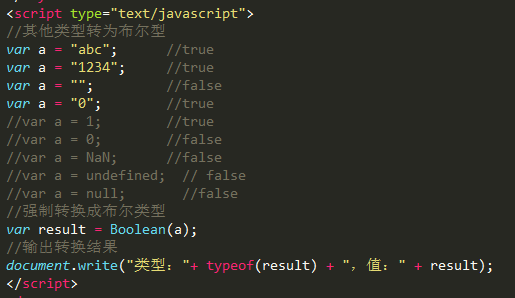 <script type="text/javascript">
//其他类型转为布尔型
var a = "abc";      //true
var a = "1234";     //true
var a = "";         //false
var a = "0";        //true
//var a = 1;        //true
//var a = 0;        //false
//var a = NaN;      //false
//var a = undefined;  // false
//var a = null;       //false
//强制转换成布尔类型
var result = Boolean(a);
//输出转换结果
document.write("类型："+ typeof(result) + "，值：" + result);
</script>